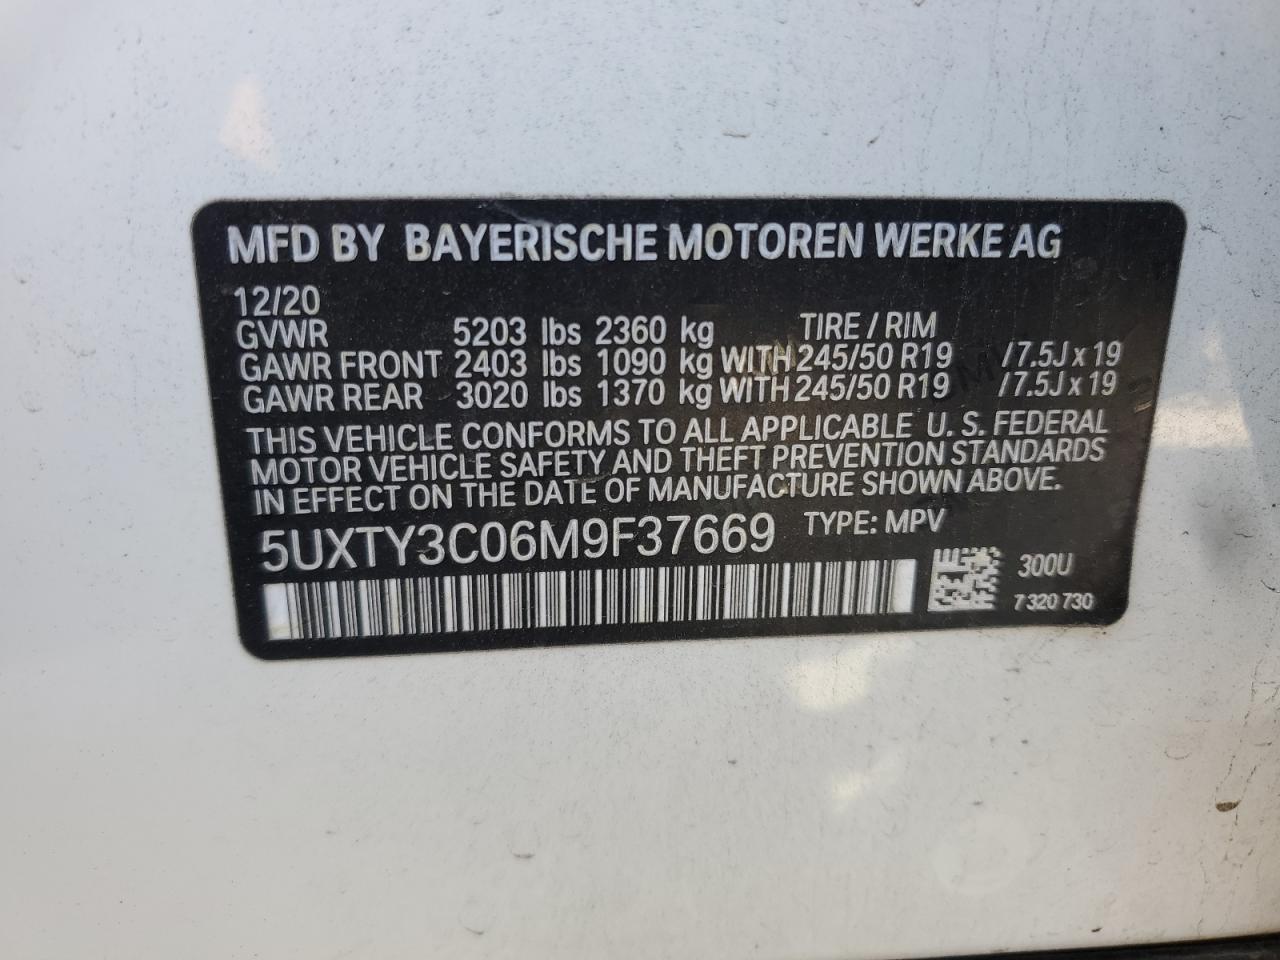 MFD BY BAYERISCHE MOTOREN WERKE AG
12/20
GVWR 5203 lbs 2360 kg TIRE / RIM
GAWR FRONT 2403 lbs 1090 kg WITH 245/50 R19 / 7.5J x 19
GAWR REAR 3020 lbs 1370 kg WITH 245/50 R19 / 7.5J x 19
THIS VEHICLE CONFORMS TO ALL APPLICABLE U. S. FEDERAL
MOTOR VEHICLE SAFETY AND THEFT PREVENTION STANDARDS
IN EFFECT ON THE DATE OF MANUFACTURE SHOWN ABOVE.
5UXTY3C06M9F37669 TYPE: MPV
300U
7 320 730